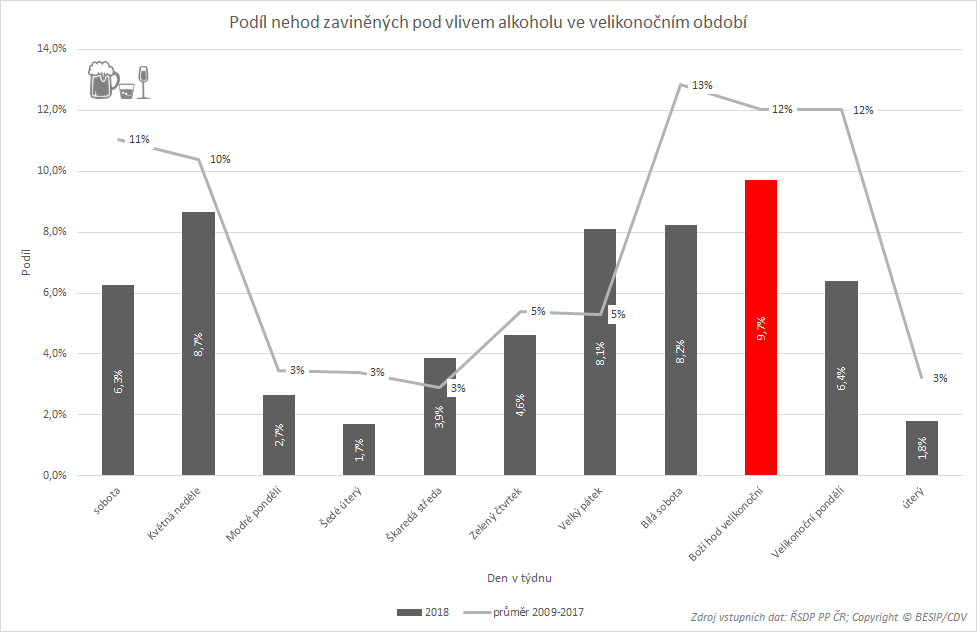 Podíl nehod zaviněných pod vlivem alkoholu ve velikonočním období
14,0%
12,0%
10,0%
8,0%
6,0%
4,0%
2,0%
0,0%
Podíl
11%
10%
3%
3%
3%
5%
5%
13%
12%
12%
3%
6,3%
8,7%
2,7%
1,7%
3,9%
4,6%
8,1%
8,2%
9,7%
6,4%
1,8%
sobota
Květná neděle
Modré pondělí
Šedé úterý
Škaredá středa
Zelený čtvrtek
Velký pátek
Bílá sobota
Boží hod velikonoční
Velikonoční pondělí
úterý
Den v týdnu
2018
průměr 2009-2017
Zdroj vstupních dat: ŘSDP PP ČR; Copyright © BESIP/CDV